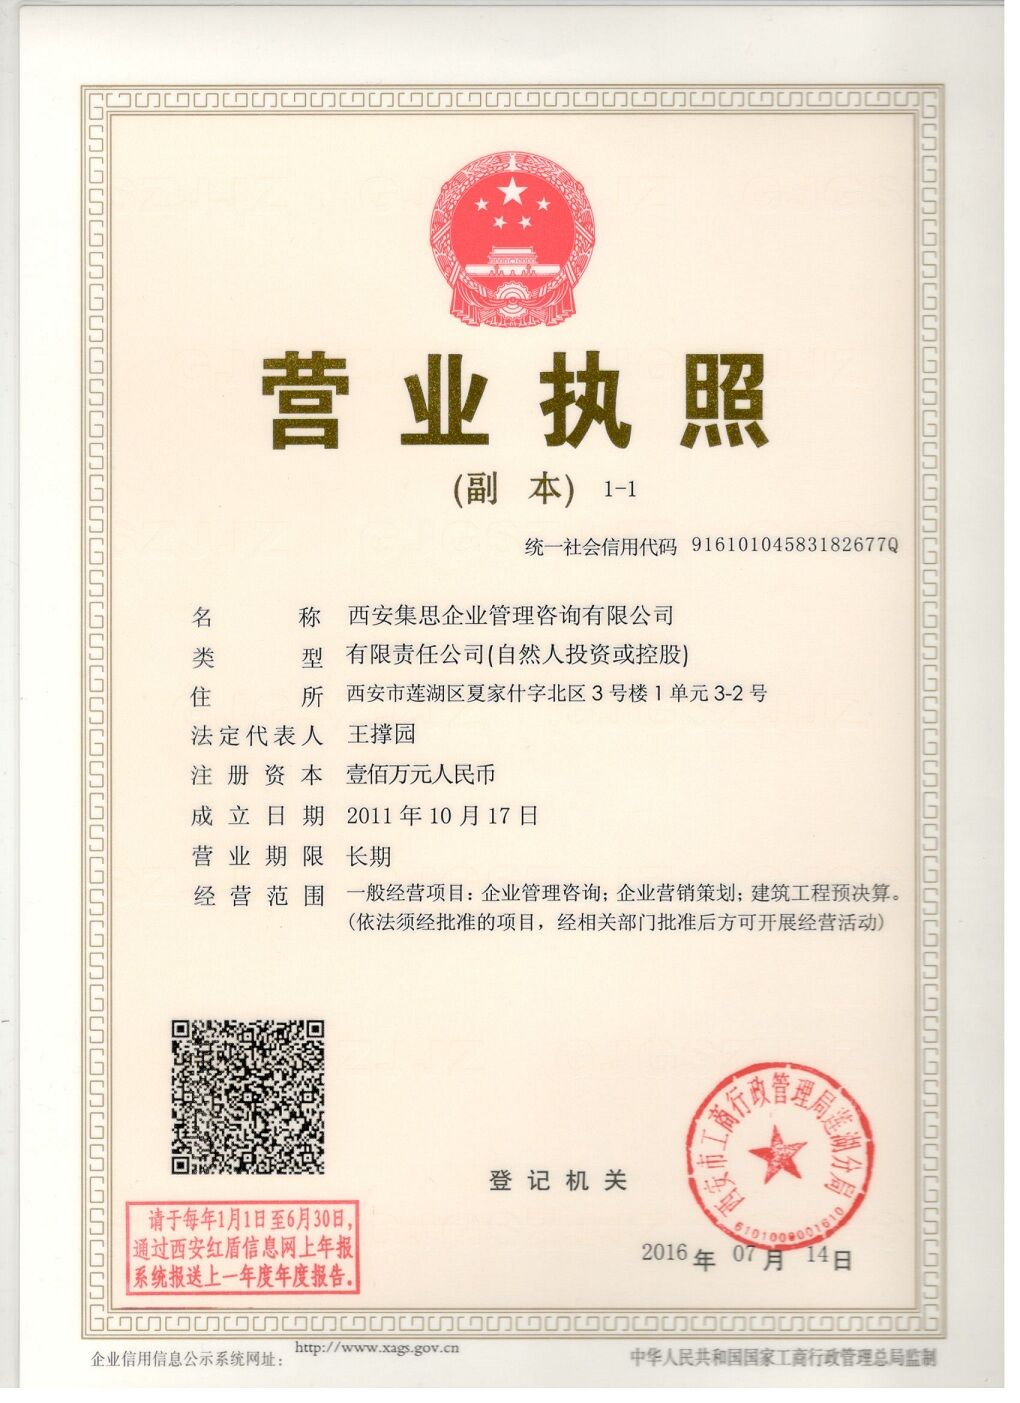 营业执照
(副 本) 1-1
统一社会信用代码 91610104583182677Q
名 称 西安集思企业管理咨询有限公司
类 型 有限责任公司(自然人投资或控股)
住 所 西安市莲湖区夏家什字北区3号楼1单元3-2号
法定代表人 王撑园
注册资本 壹佰万元人民币
成立日期 2011年10月17日
营业期限 长期
经营范围 一般经营项目：企业管理咨询；企业营销策划；建筑工程预决算。
(依法须经批准的项目，经相关部门批准后方可开展经营活动)
西安市工商行政管理局莲湖分局
6101009001610
登记机关
请于每年1月1日至6月30日，
通过西安红盾信息网上年报
系统报送上一年度年度报告。
2016年 07月 14日
企业信用信息公示系统网址： http://www.xags.gov.cn
中华人民共和国国家工商行政管理总局监制